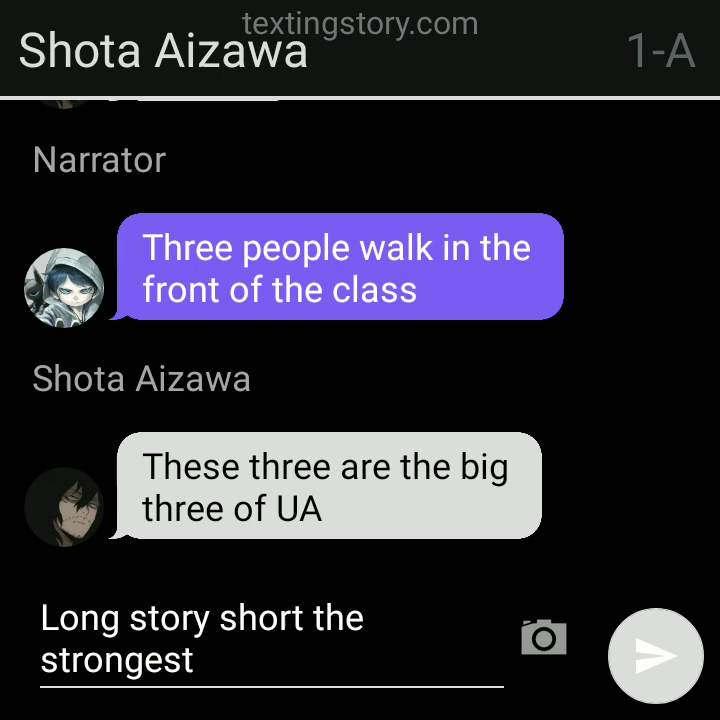 textingstory.com
Shota Aizawa
1-A
Narrator
Three people walk in the
front of the class
Shota Aizawa
These three are the big
three of UA
Long story short the
strongest